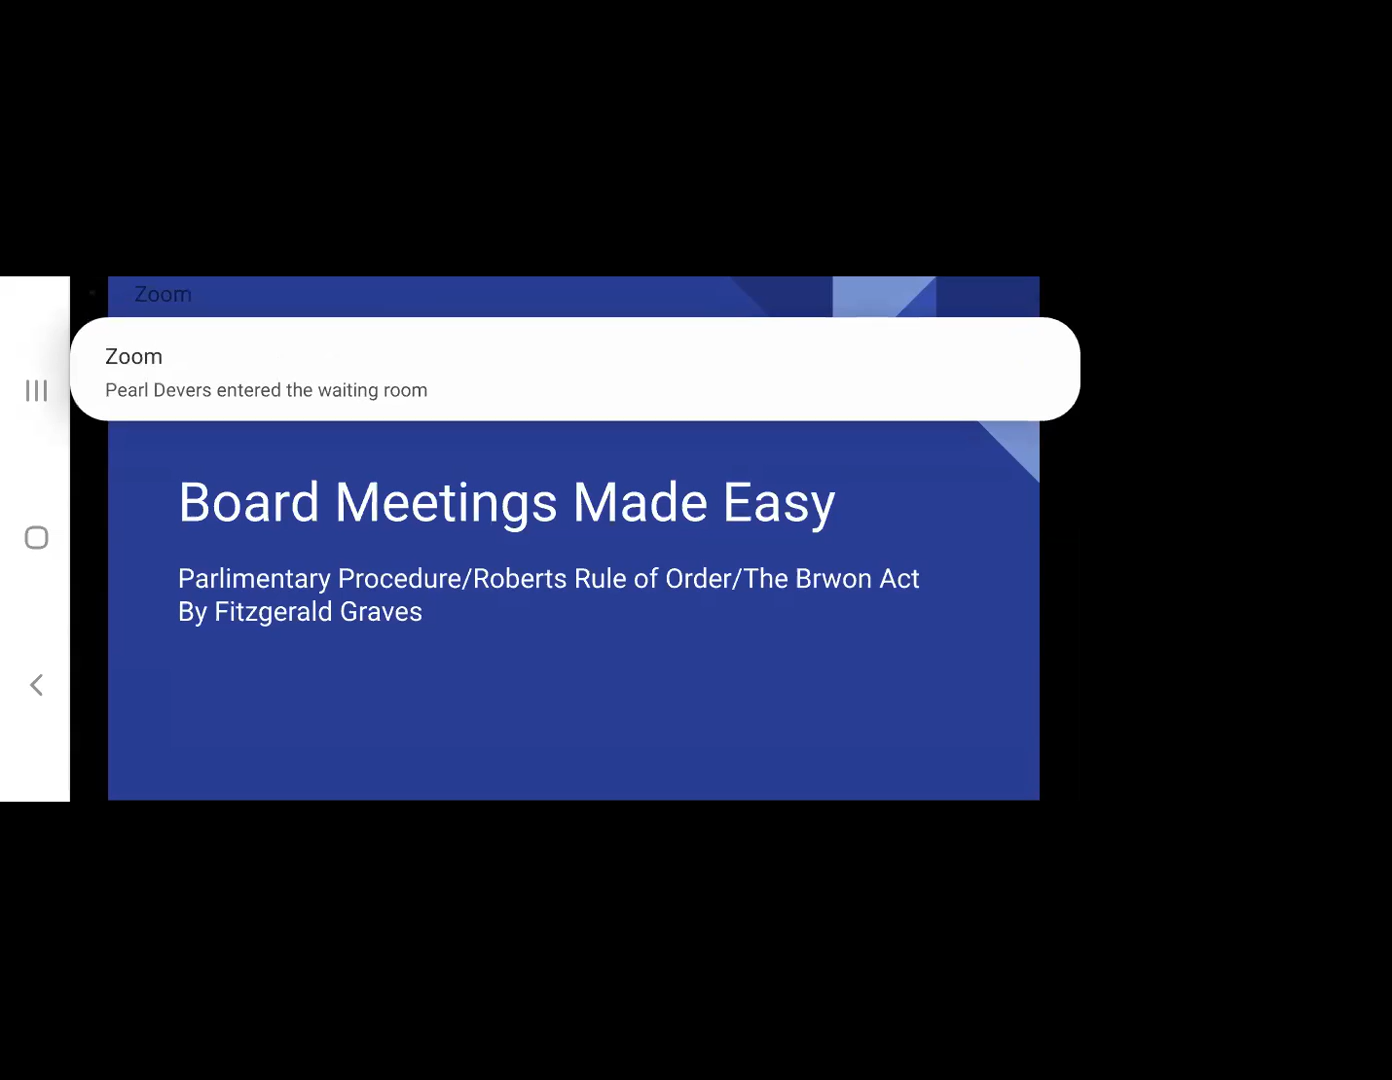 Zoom
Zoom
Pearl Devers entered the waiting room
Board Meetings Made Easy
Parlimentary Procedure/Roberts Rule of Order/The Brwon Act
By Fitzgerald Graves